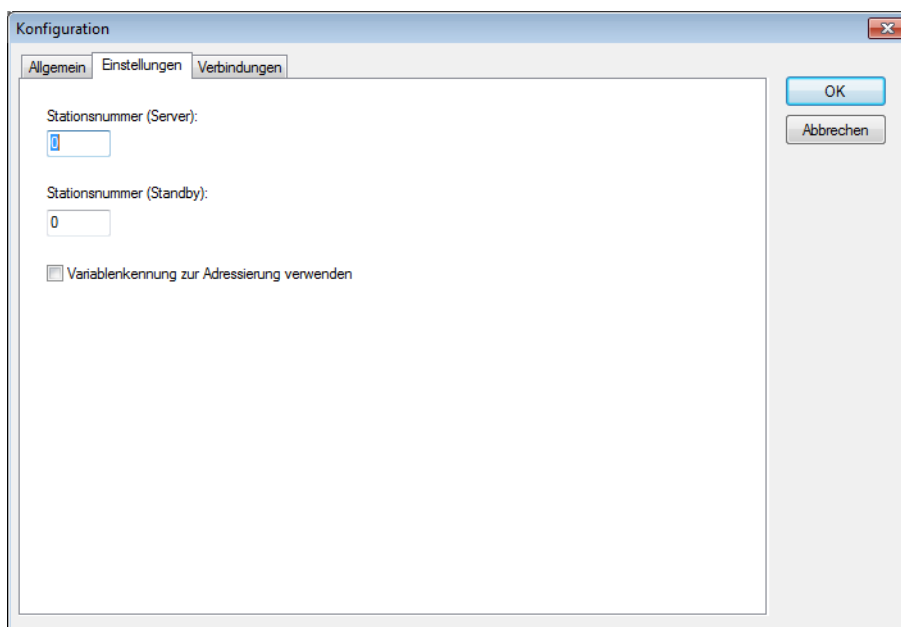 Konfiguration
Allgemein Einstellungen Verbindungen
OK
Abbrechen
Stationsnummer (Server):
0
Stationsnummer (Standby):
0
Variablenkennung zur Adressierung verwenden